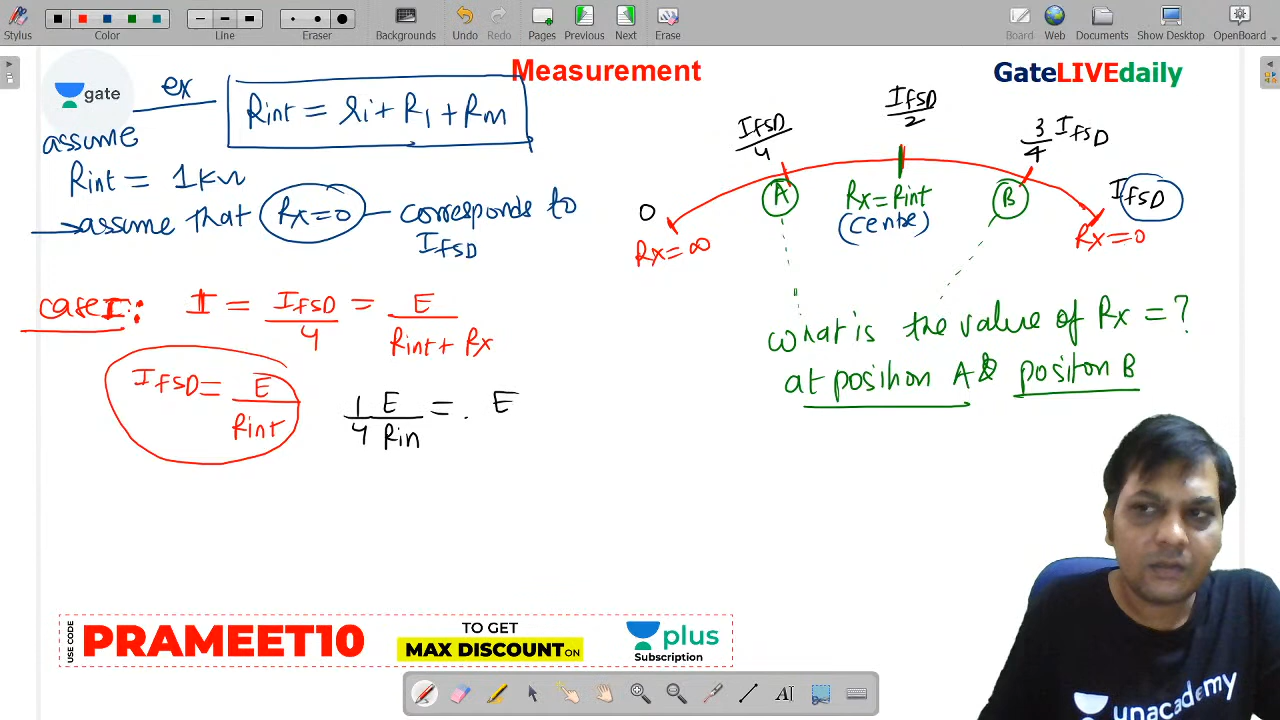 Stylus
Color
Line
Eraser
Backgrounds
Undo
Redo
Pages
Previous
Next
Erase
Board
Web
Documents
Show Desktop
OpenBoard
gate
Measurement
GateLIVEdaily
ex
Rint = ri + R1 + Rm
assume
Rint = 1kΩ
→ assume that Rx=0 – corresponds to
IfSD
case I: I = IfSD/4 = E/(Rint + Rx)
IfSD = E/Rint
1/4 E/Rin = . E
IfSD/4
IfSD/2
3/4 IfSD
0
A
Rx = Rint
(centre)
B
IfSD
Rx = ∞
Rx = 0
what is the value of Rx = ?
at position A & position B
USE CODE
PRAMEET10
TO GET
MAX DISCOUNT ON
plus
Subscription
unacademy